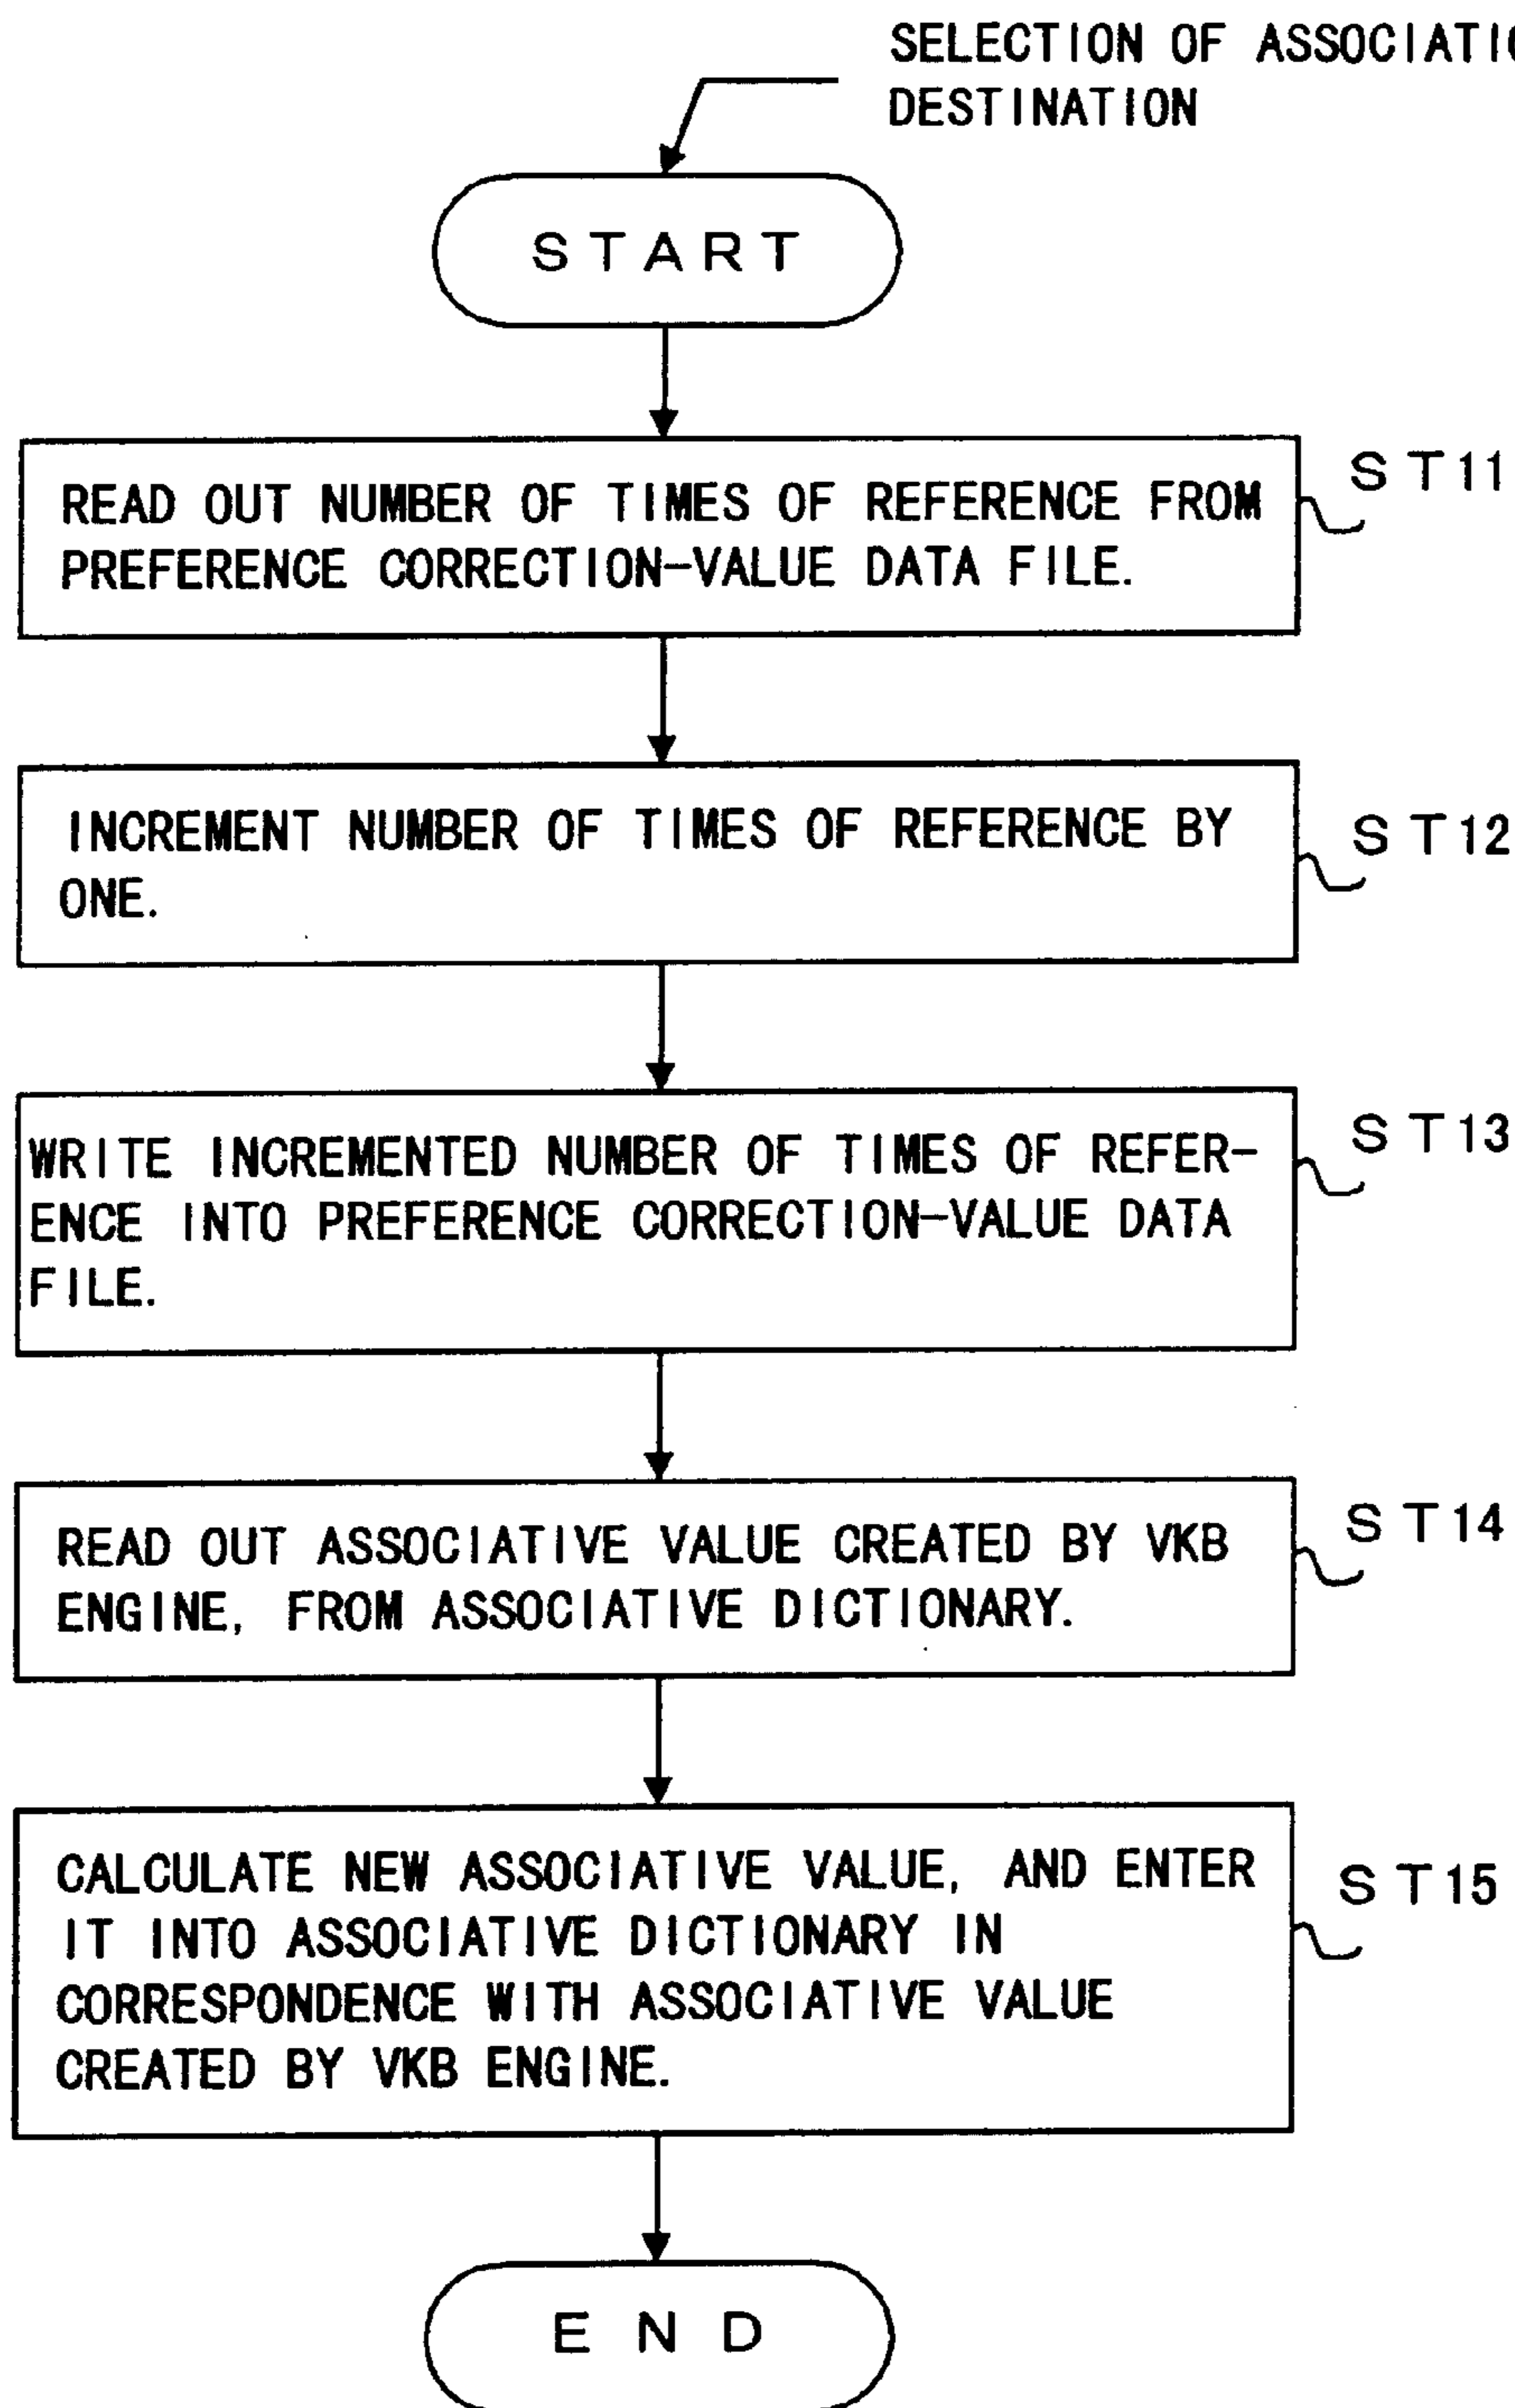 SELECTION OF ASSOCIATIO
DESTINATION
START
READ OUT NUMBER OF TIMES OF REFERENCE FROM
PREFERENCE CORRECTION-VALUE DATA FILE.
ST11
INCREMENT NUMBER OF TIMES OF REFERENCE BY
ONE.
ST12
WRITE INCREMENTED NUMBER OF TIMES OF REFER-
ENCE INTO PREFERENCE CORRECTION-VALUE DATA
FILE.
ST13
READ OUT ASSOCIATIVE VALUE CREATED BY VKB
ENGINE, FROM ASSOCIATIVE DICTIONARY.
ST14
CALCULATE NEW ASSOCIATIVE VALUE, AND ENTER
IT INTO ASSOCIATIVE DICTIONARY IN
CORRESPONDENCE WITH ASSOCIATIVE VALUE
CREATED BY VKB ENGINE.
ST15
END